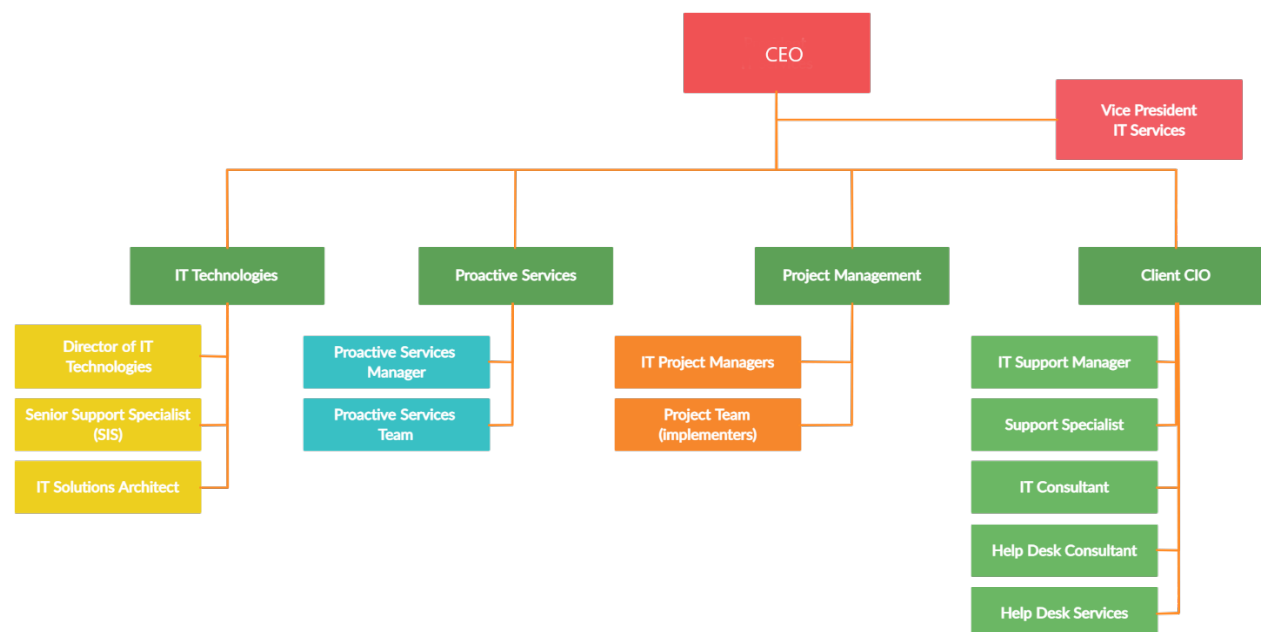 CEO
Vice President
IT Services
IT Technologies
Proactive Services
Project Management
Client CIO
Director of IT
Technologies
Senior Support Specialist
(SIS)
IT Solutions Architect
Proactive Services
Manager
Proactive Services
Team
IT Project Managers
Project Team
(implementers)
IT Support Manager
Support Specialist
IT Consultant
Help Desk Consultant
Help Desk Services